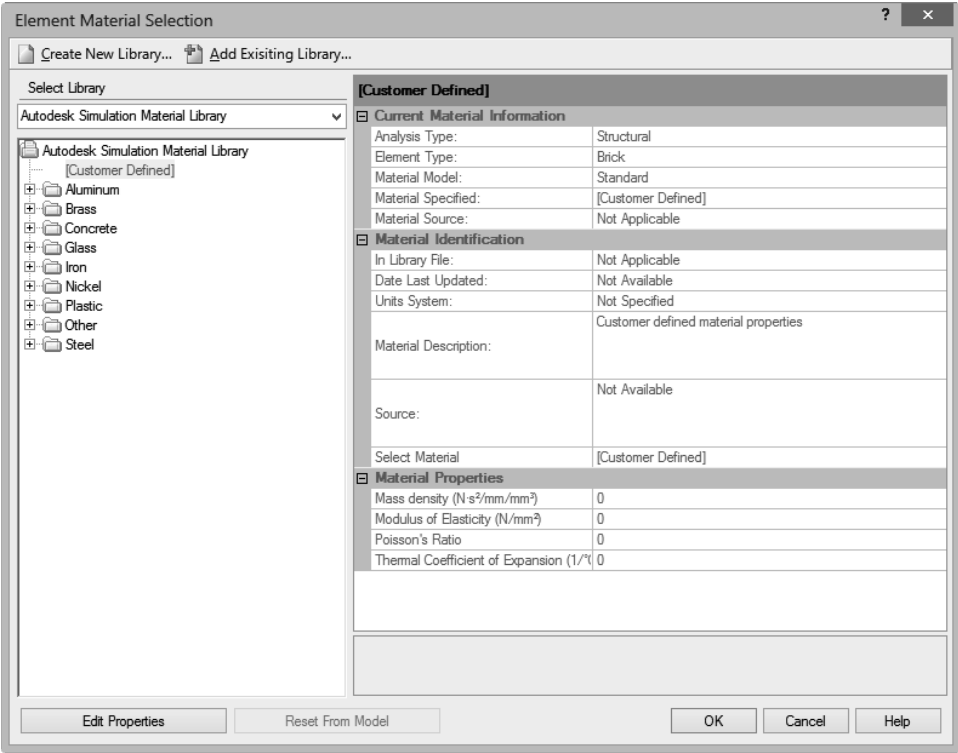 Element Material Selection
? ×
Create New Library... Add Exisiting Library...
Select Library
Autodesk Simulation Material Library
Autodesk Simulation Material Library
[Customer Defined]
Aluminum
Brass
Concrete
Glass
Iron
Nickel
Plastic
Other
Steel
[Customer Defined]
Current Material Information
Analysis Type: Structural
Element Type: Brick
Material Model: Standard
Material Specified: [Customer Defined]
Material Source: Not Applicable
Material Identification
In Library File: Not Applicable
Date Last Updated: Not Available
Units System: Not Specified
Material Description: Customer defined material properties
Source: Not Available
Select Material [Customer Defined]
Material Properties
Mass density (N·s²/mm/mm³) 0
Modulus of Elasticity (N/mm²) 0
Poisson's Ratio 0
Thermal Coefficient of Expansion (1/°( 0
Edit Properties Reset From Model OK Cancel Help